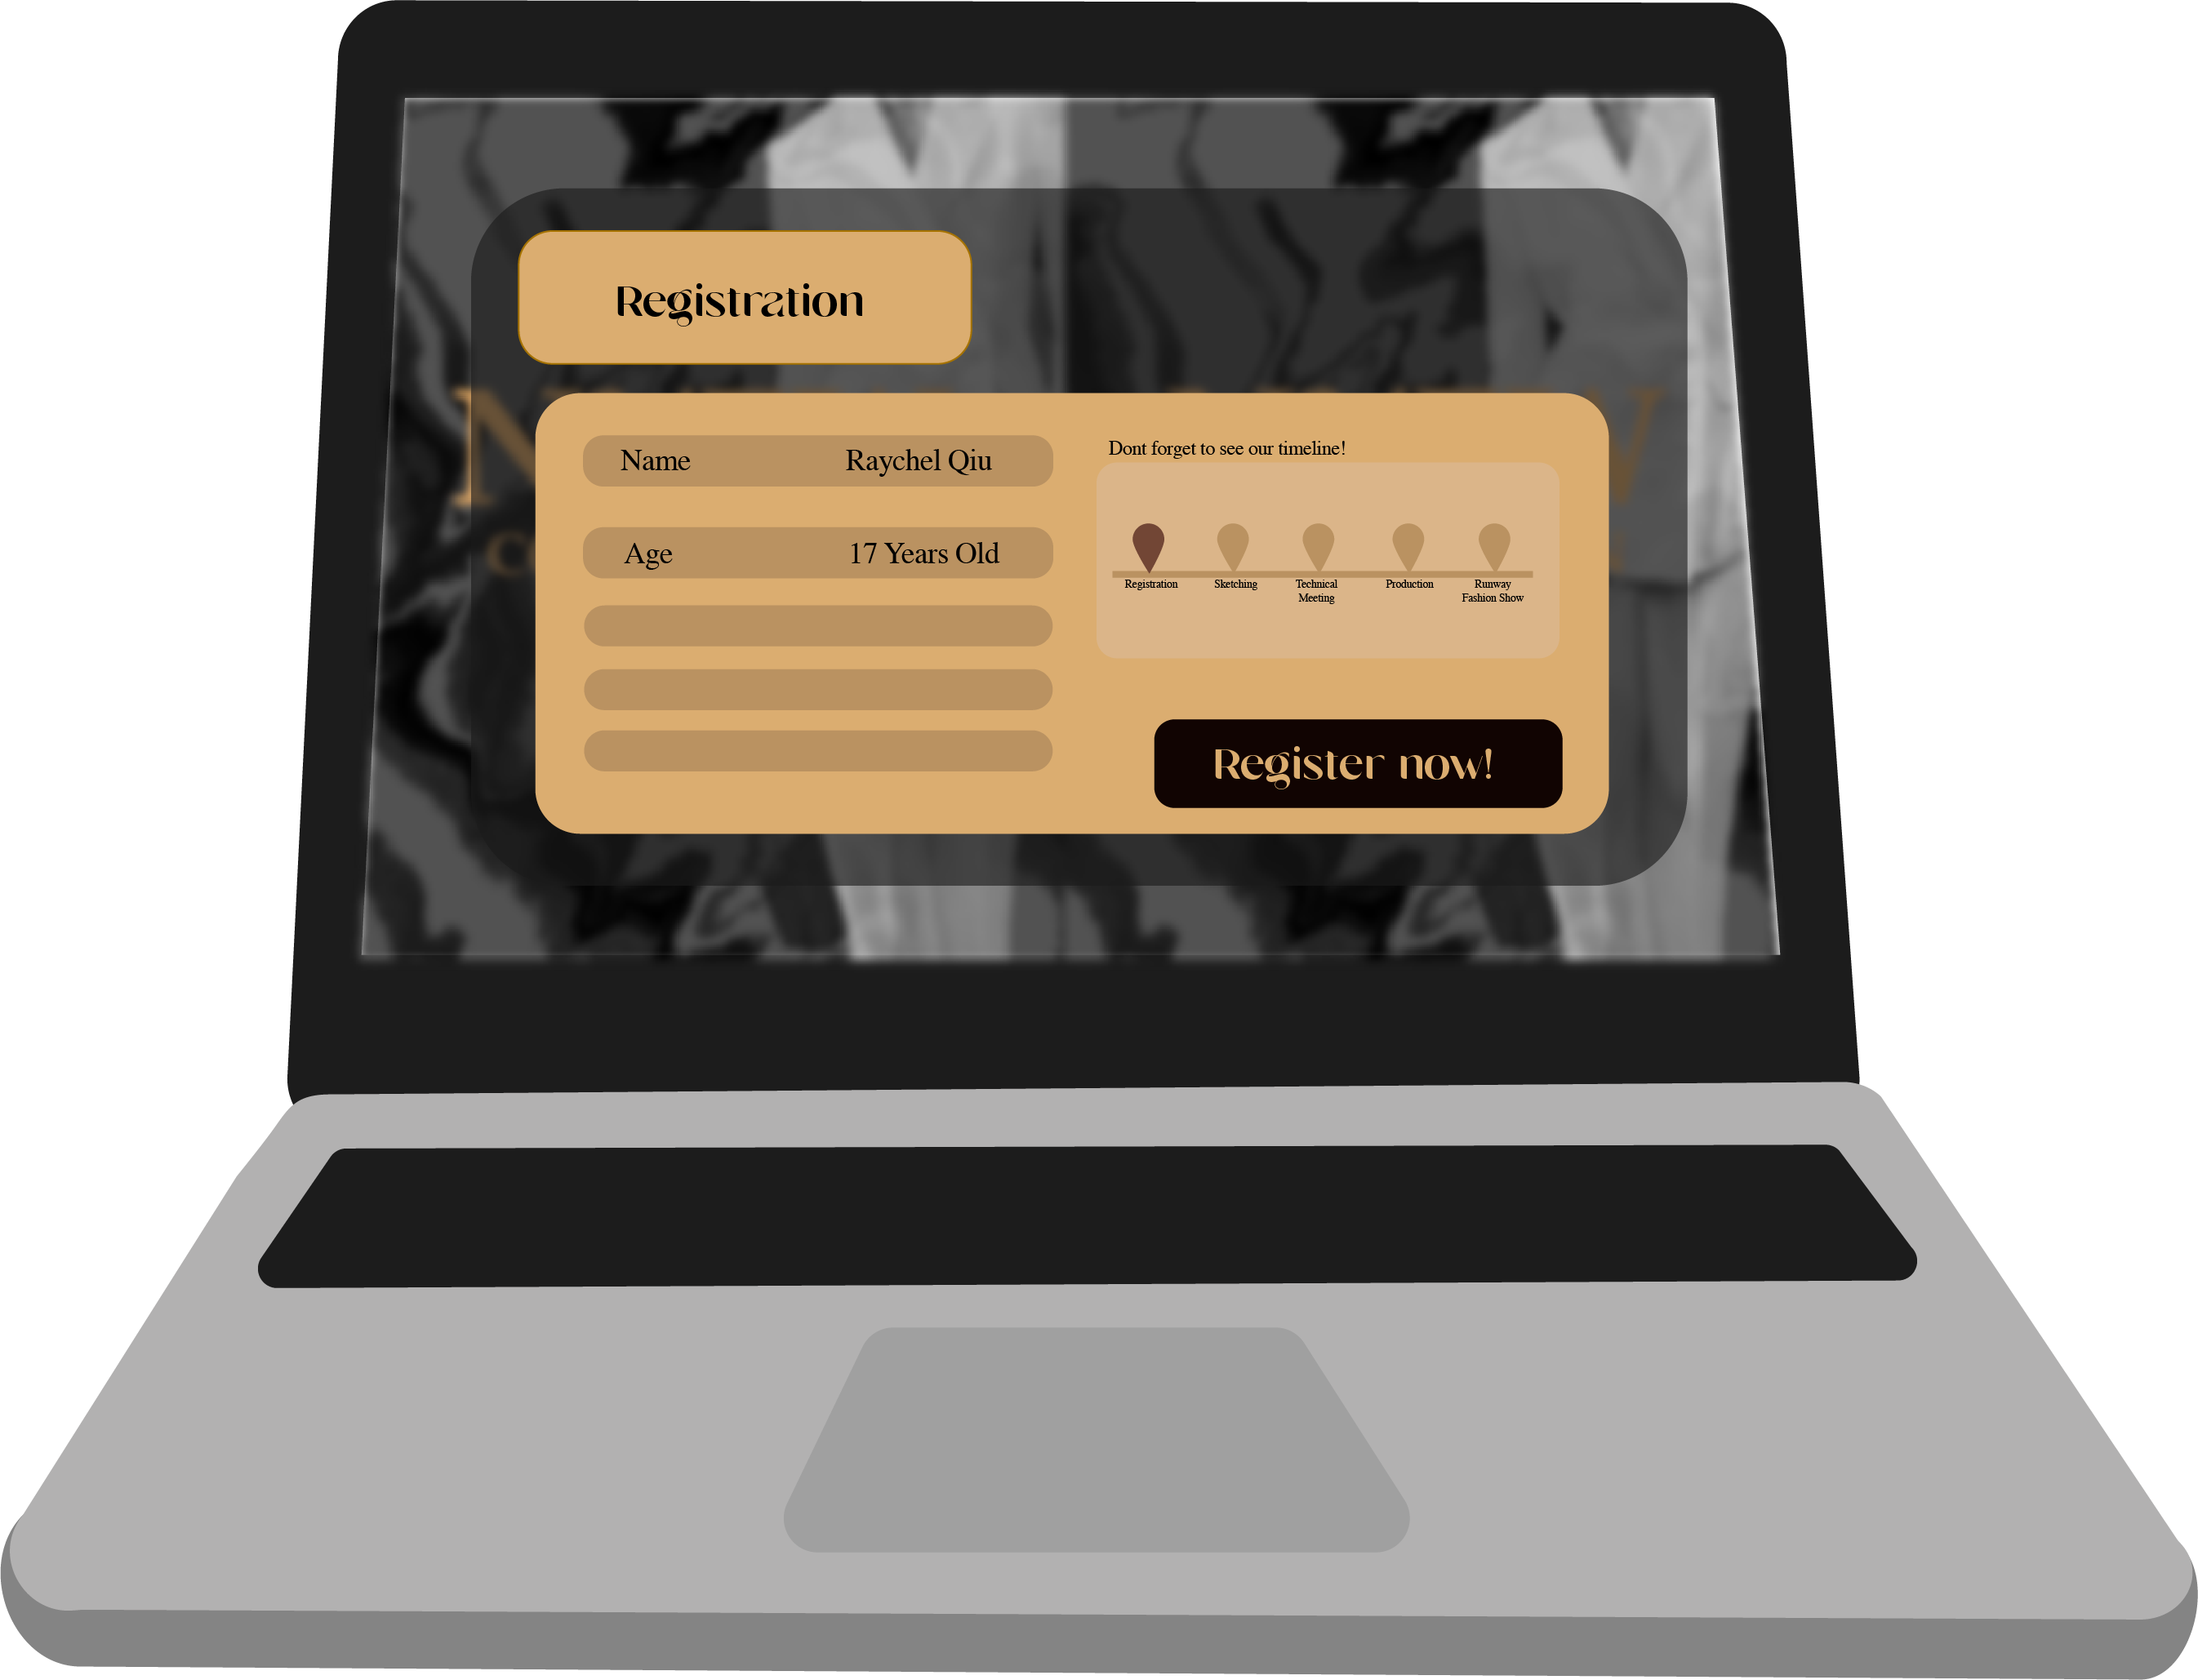 Registration
Name Raychel Qiu
Age 17 Years Old
Dont forget to see our timeline!
Registration Sketching Technical Meeting Production Runway Fashion Show
Register now!